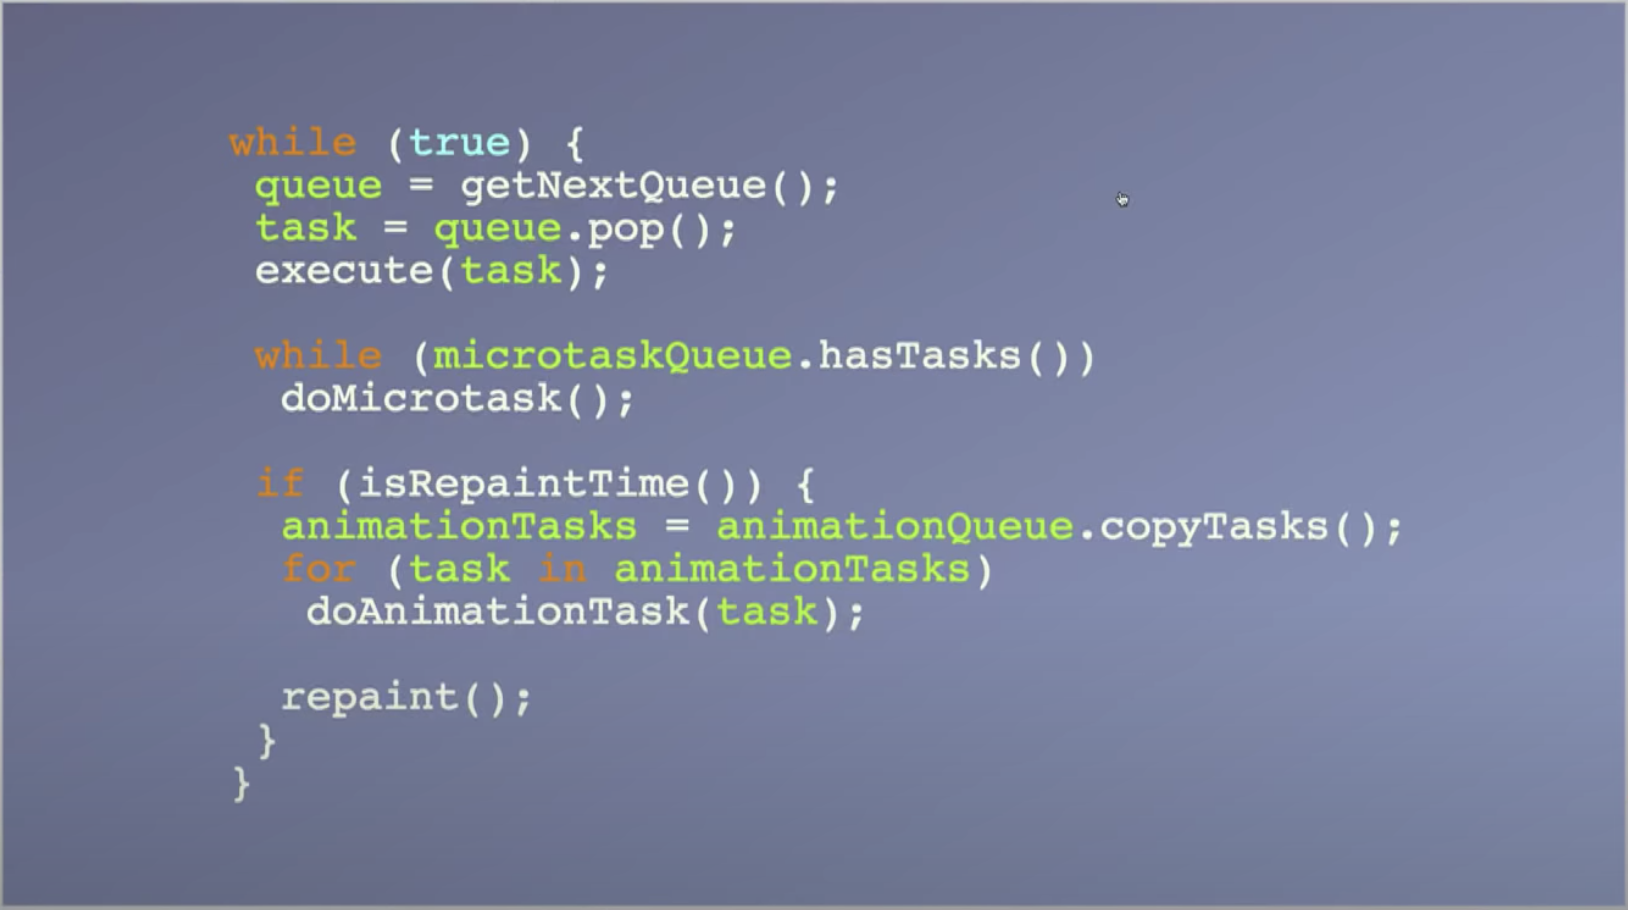 while (true) {
queue = getNextQueue();
task = queue.pop();
execute(task);
while (microtaskQueue.hasTasks())
doMicrotask();
if (isRepaintTime()) {
animationTasks = animationQueue.copyTasks();
for (task in animationTasks)
doAnimationTask(task);
repaint();
}
}